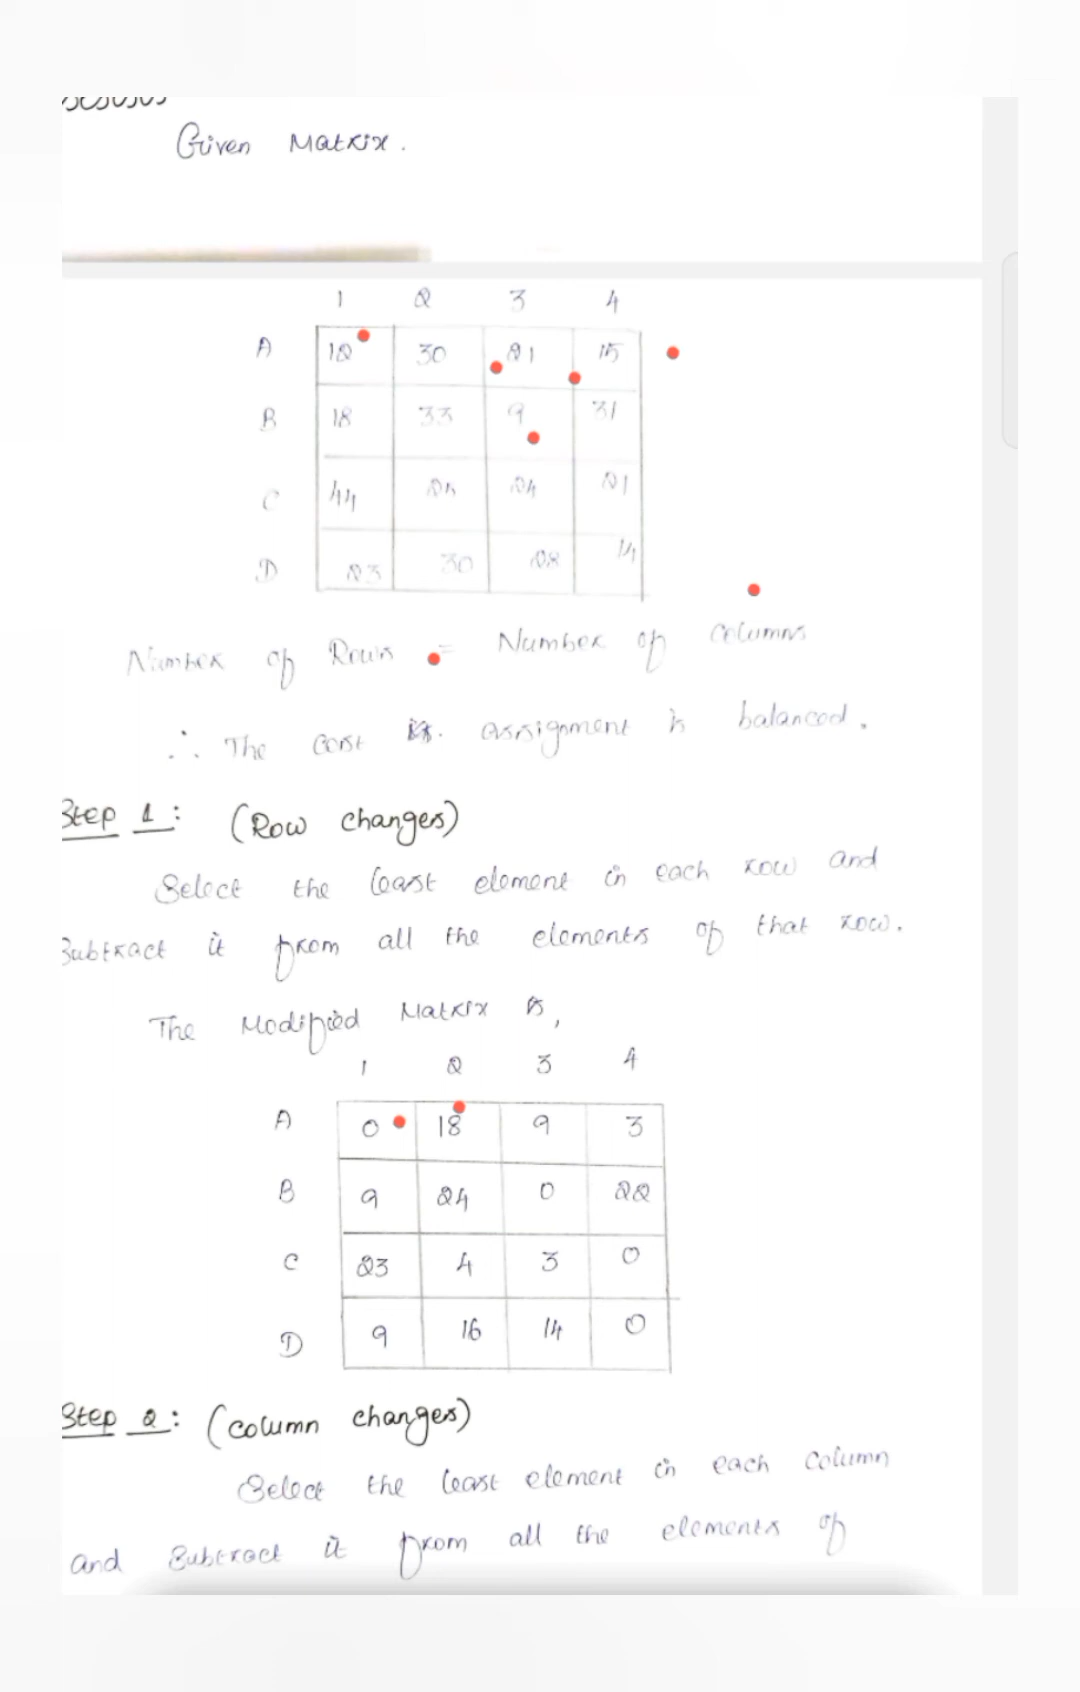 Given Matrix.
1 2 3 4
A 12 30 21 15
B 18 33 9 31
C 44 25 24 21
D 23 30 28 14
Number of Rows = Number of columns
∴ The cost assignment is balanced.
Step 1: (Row changes)
Select the least element in each row and
Subtract it from all the elements of that row.
The Modified Matrix is,
1 2 3 4
A 0 18 9 3
B 9 24 0 22
C 23 4 3 0
D 9 16 14 0
Step 2: (column changes)
Select the least element in each column
and Subtract it from all the elements of